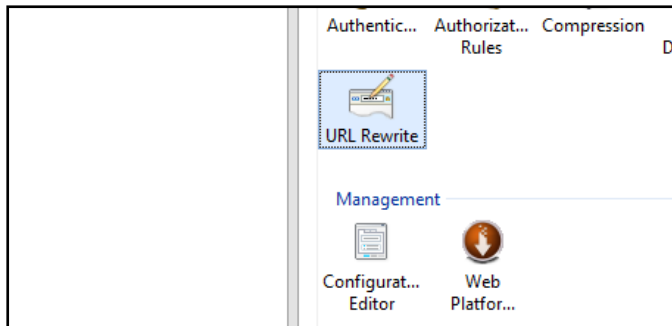 Authentic... Authorizat... Compression
Rules
D
URL Rewrite
Management
Configurat... Web
Editor Platfor...